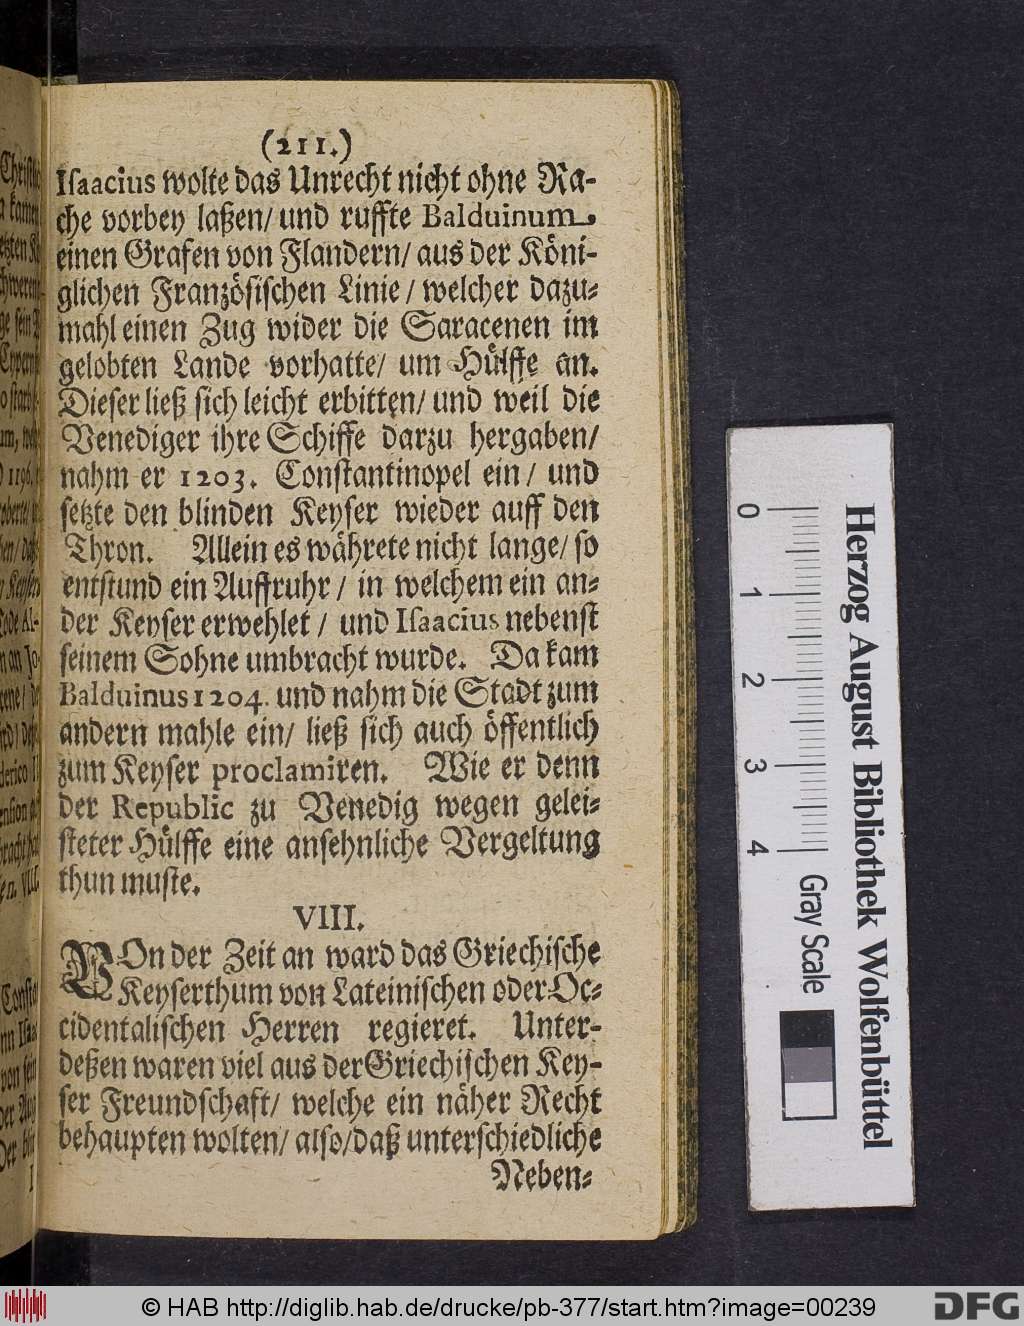 (211.)
Isaacius wolte das Unrecht nicht ohne Ra-
che vorbey laßen/ und ruffte Balduinum
einen Grafen von Flandern/ aus der Köni-
glichen Französischen Linie/ welcher dazu-
mahl einen Zug wider die Saracenen im
gelobten Lande vorhatte/ um Hülffe an.
Dieser ließ sich leicht erbitten/ und weil die
Venediger ihre Schiffe darzu hergaben/
nahm er 1203. Constantinopel ein/ und
setzte den blinden Keyser wieder auff den
Thron. Allein es währete nicht lange/ so
entstund ein Auffruhr/ in welchem ein an-
der Keyser erwehlet/ und Isaacius nebenst
seinem Sohne umbracht wurde. Da kam
Balduinus 1204. und nahm die Stadt zum
andern mahle ein/ ließ sich auch öffentlich
zum Keyser proclamiren. Wie er denn
der Republic zu Venedig wegen gelei-
steter Hülffe eine ansehnliche Vergeltung
thun muste.
VIII.
VOn der Zeit an ward das Griechische
Keyserthum von Lateinischen oder Oc-
cidentalischen Herren regieret. Unter-
deßen waren viel aus der Griechischen Key-
ser Freundschaft/ welche ein näher Recht
behaupten wolten/ also/ daß unterschiedliche
Neben-
0 1 2 3 4
Gray Scale
Herzog August Bibliothek Wolfenbüttel
© HAB http://diglib.hab.de/drucke/pb-377/start.htm?image=00239
DFG